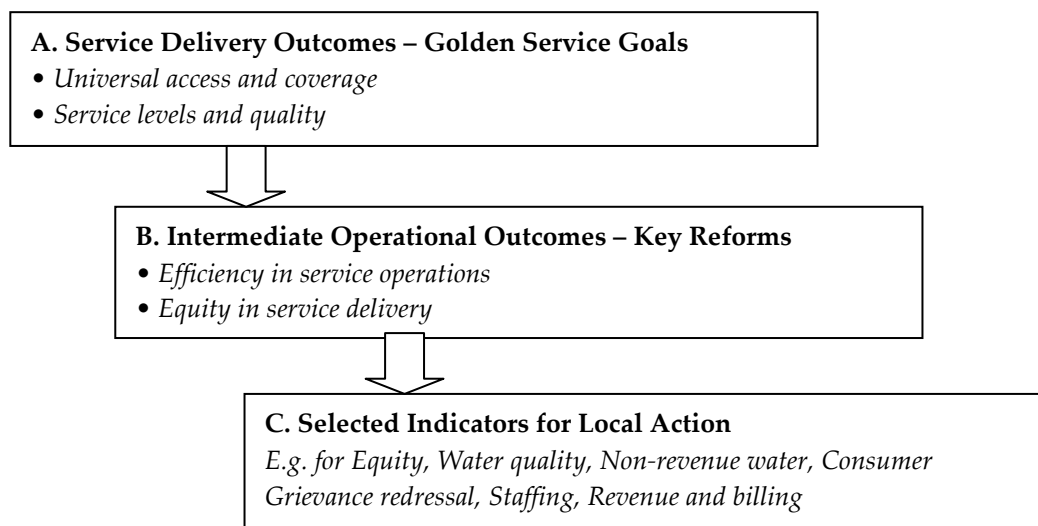 A. Service Delivery Outcomes – Golden Service Goals
• Universal access and coverage
• Service levels and quality
B. Intermediate Operational Outcomes – Key Reforms
• Efficiency in service operations
• Equity in service delivery
C. Selected Indicators for Local Action
E.g. for Equity, Water quality, Non-revenue water, Consumer
Grievance redressal, Staffing, Revenue and billing